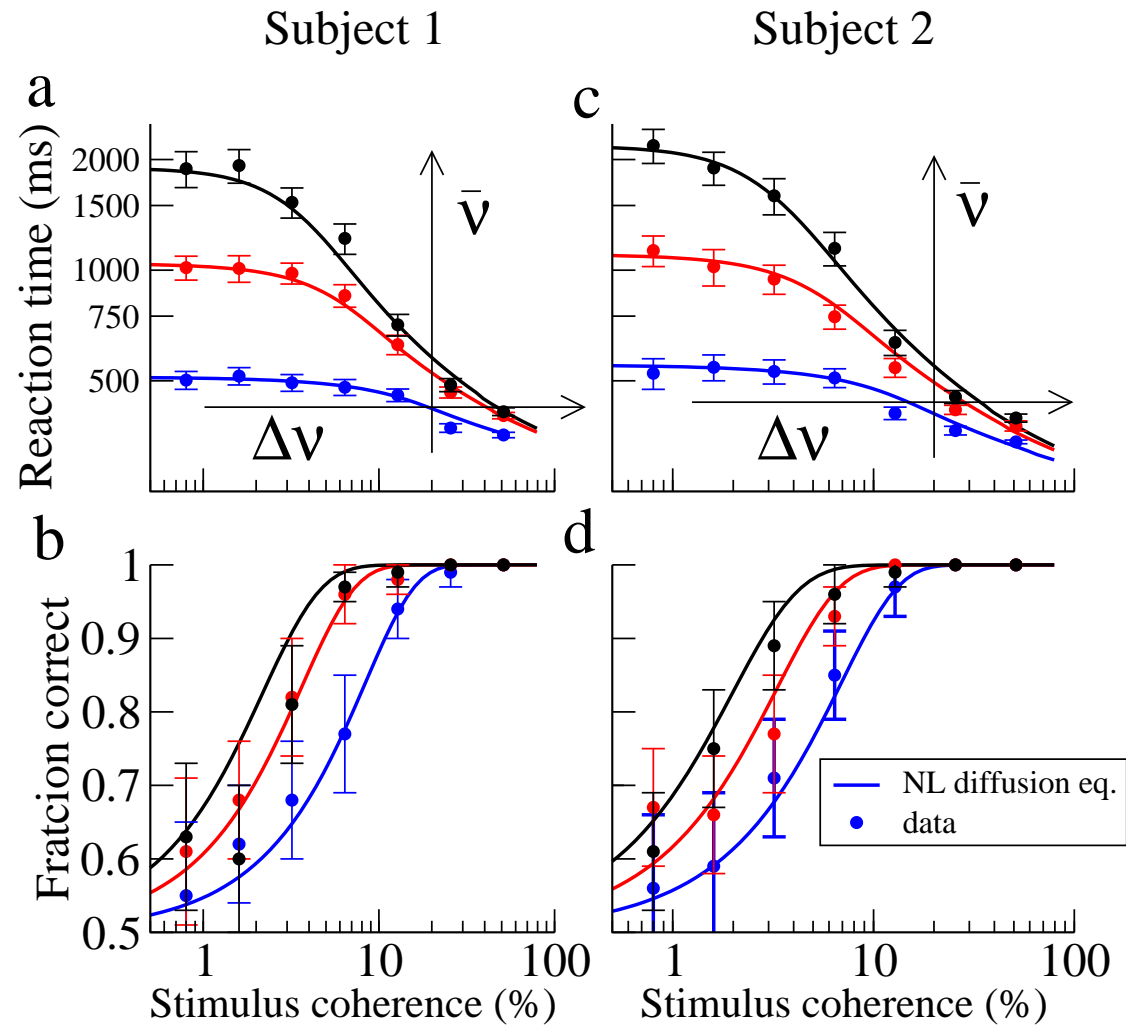 Subject 1
Subject 2
a
c
Reaction time (ms)
2000
1500
1000
750
500
ν̄
Δν
ν̄
Δν
b
d
Fratcion correct
1
0.9
0.8
0.7
0.6
0.5
NL diffusion eq.
data
1
10
100
1
10
100
Stimulus coherence (%)
Stimulus coherence (%)